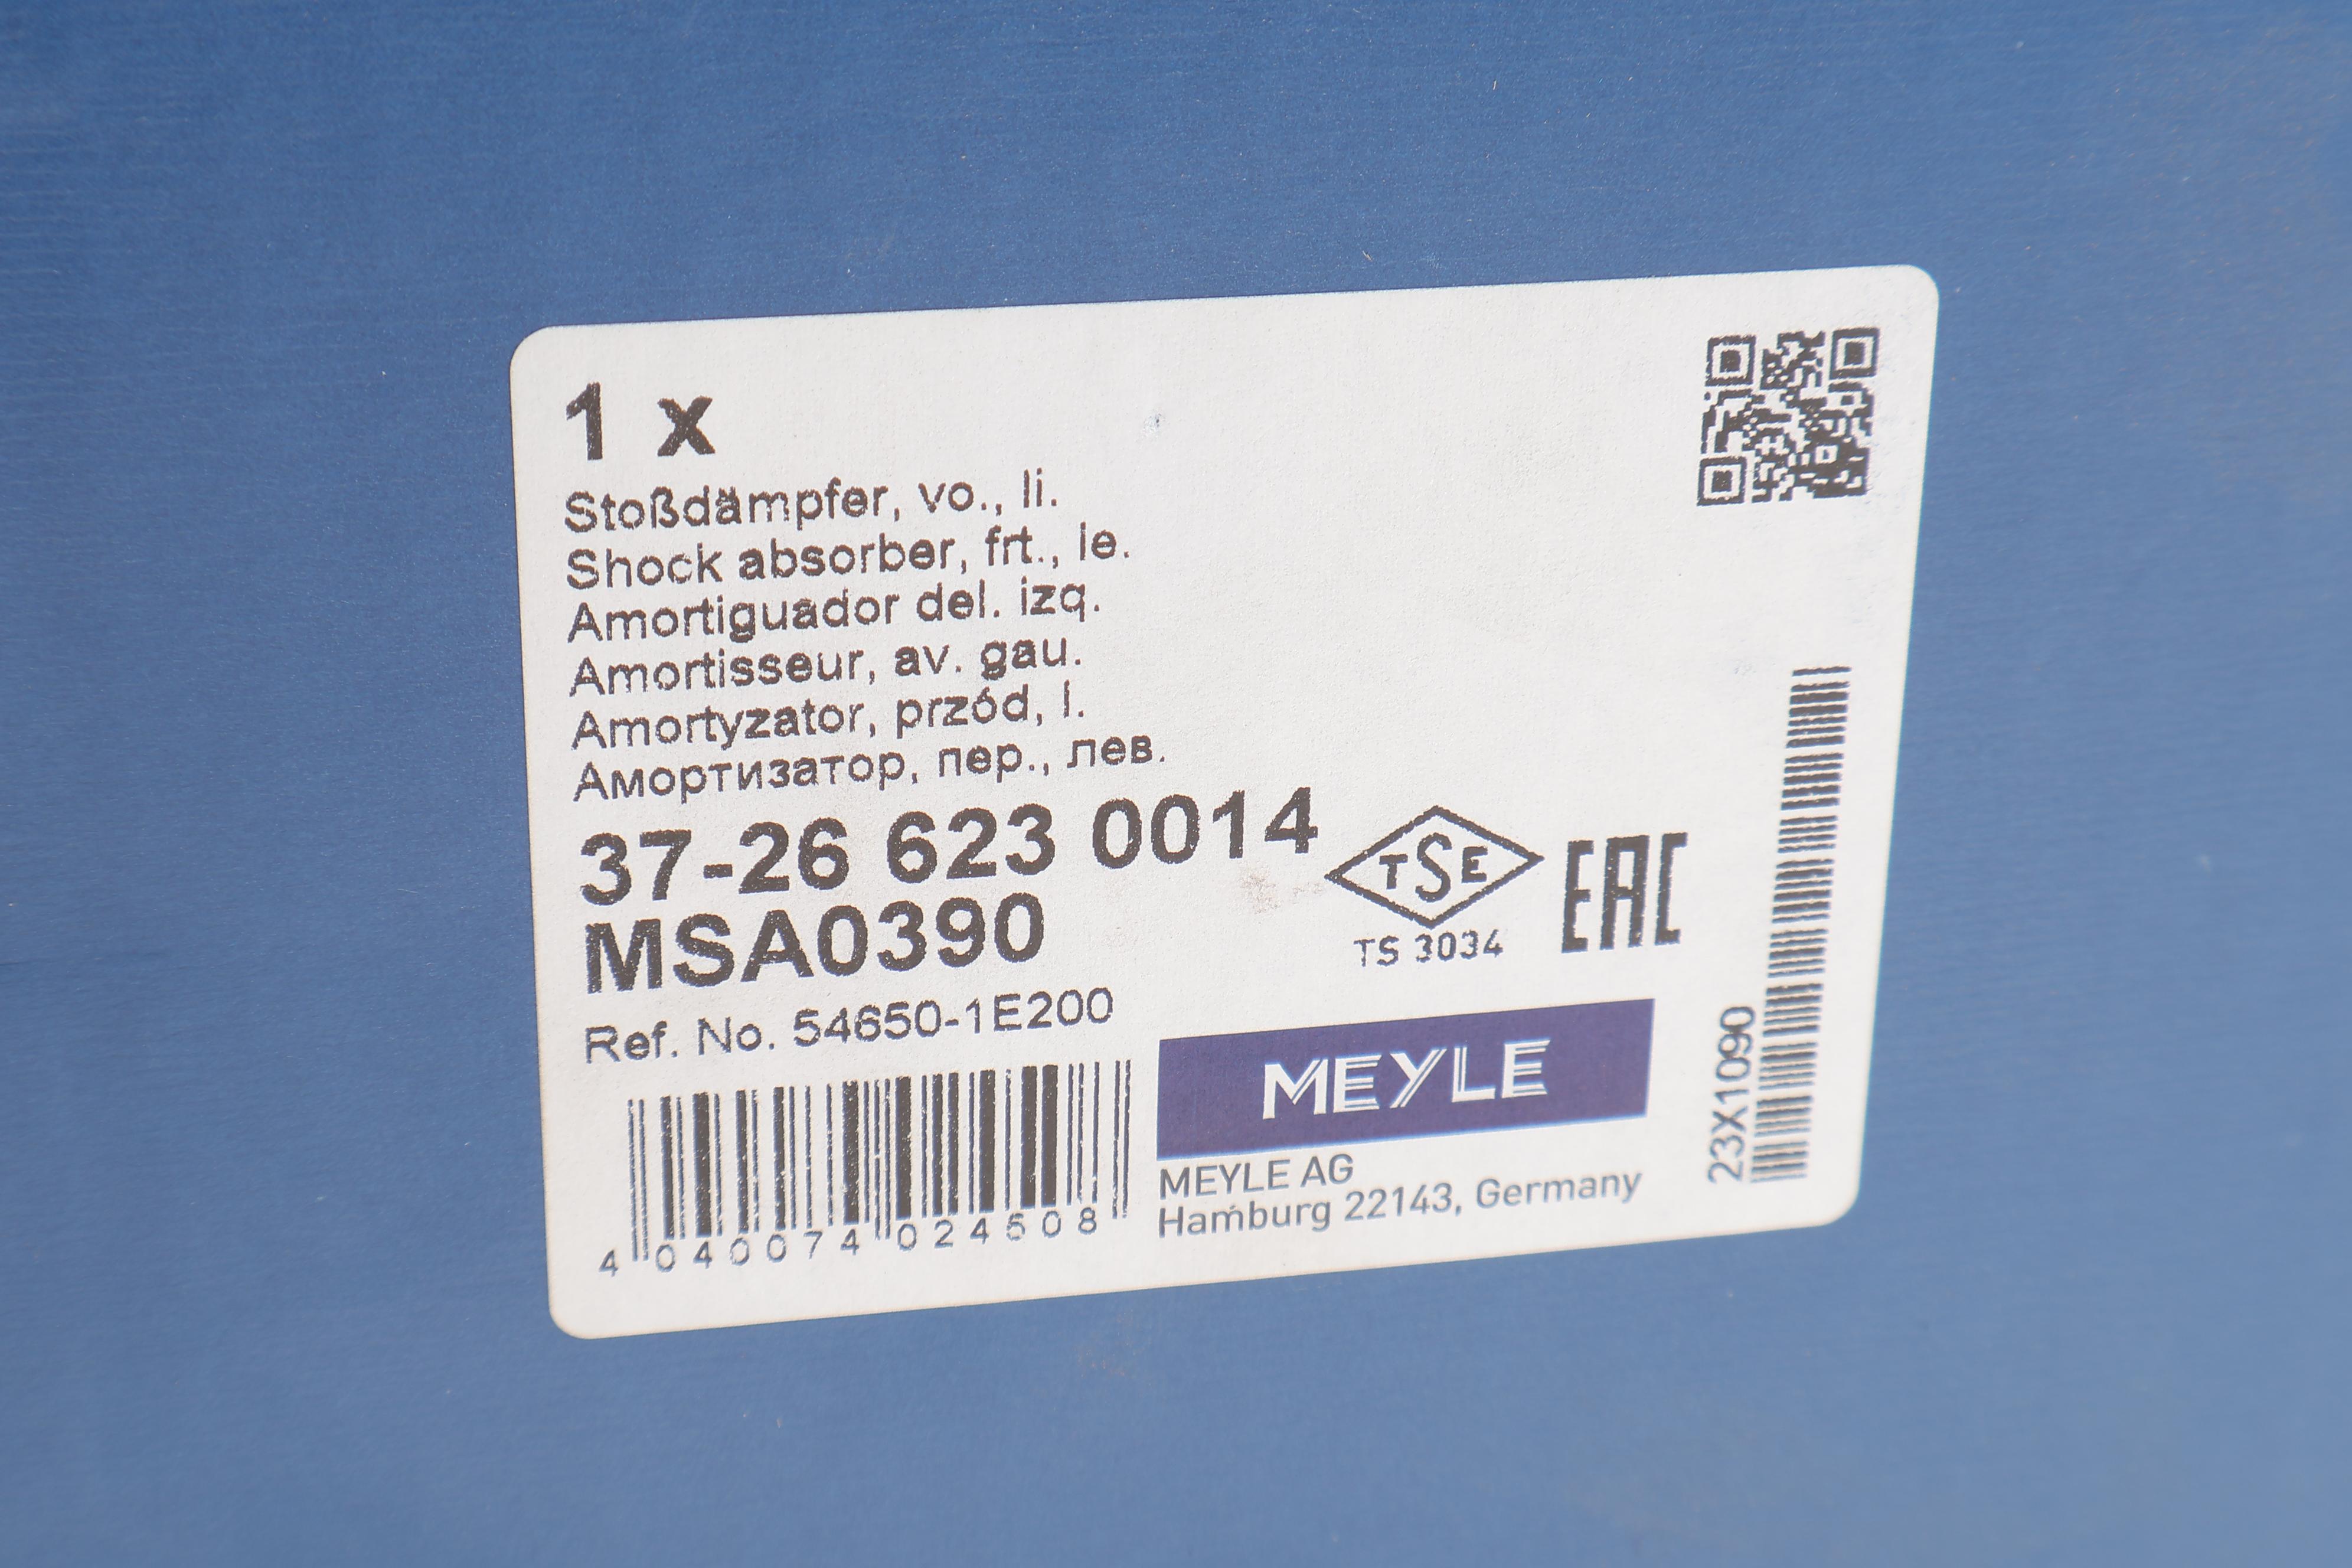 1 x
Stoßdämpfer, vo., li.
Shock absorber, frt., le.
Amortiguador del. izq.
Amortisseur, av. gau.
Amortyzator, przód, l.
Амортизатор, пер., лев.
37-26 623 0014
MSA0390
TSE
TS 3034
EAC
Ref. No. 54650-1E200
4 040074 024508
MEYLE
MEYLE AG
Hamburg 22143, Germany
23X1090